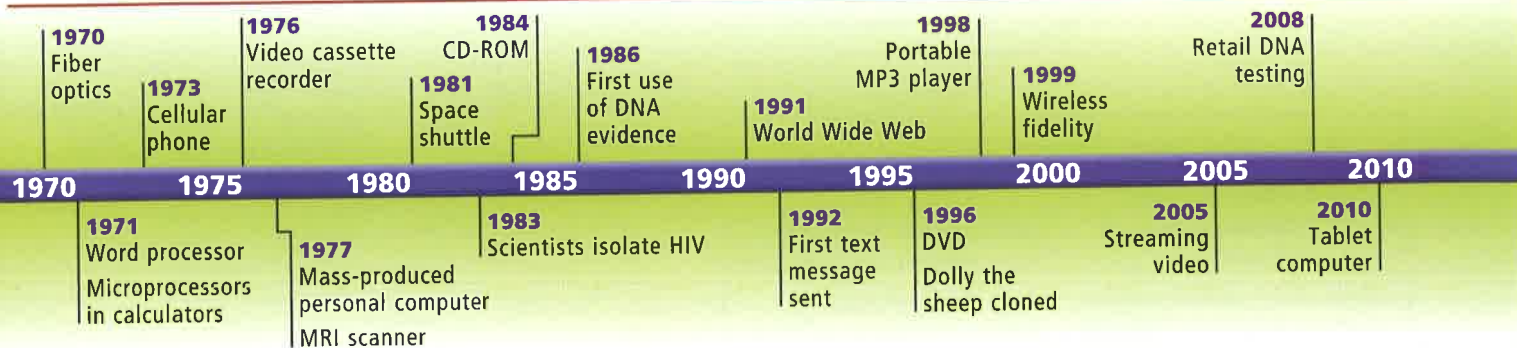 1970
Fiber
optics
1973
Cellular
phone
1976
Video cassette
recorder
1981
Space
shuttle
1984
CD-ROM
1986
First use
of DNA
evidence
1991
World Wide Web
1998
Portable
MP3 player
1999
Wireless
fidelity
2008
Retail DNA
testing
1970 1975 1980 1985 1990 1995 2000 2005 2010
1971
Word processor
Microprocessors
in calculators
1977
Mass-produced
personal computer
MRI scanner
1983
Scientists isolate HIV
1992
First text
message
sent
1996
DVD
Dolly the
sheep cloned
2005
Streaming
video
2010
Tablet
computer